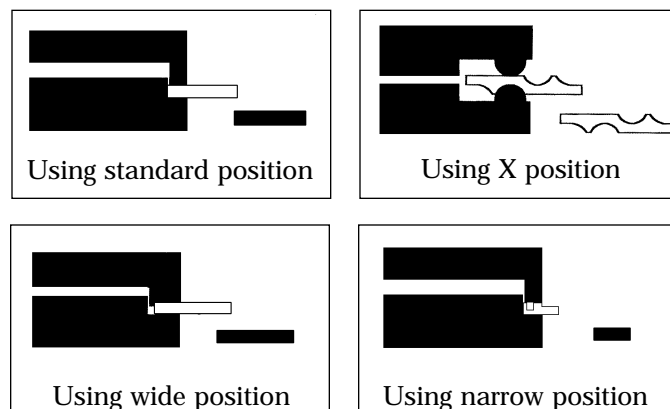 Using standard position
Using X position
Using wide position
Using narrow position